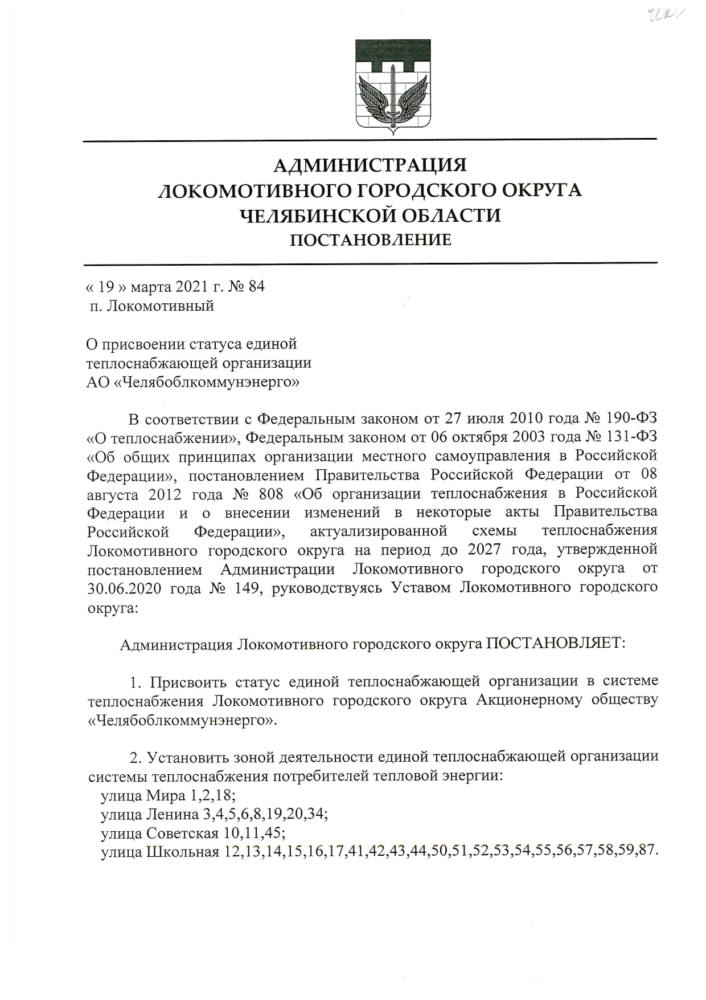 АДМИНИСТРАЦИЯ
ЛОКОМОТИВНОГО ГОРОДСКОГО ОКРУГА
ЧЕЛЯБИНСКОЙ ОБЛАСТИ
ПОСТАНОВЛЕНИЕ
« 19 » марта 2021 г. № 84
п. Локомотивный
О присвоении статуса единой
теплоснабжающей организации
АО «Челябоблкоммунэнерго»
В соответствии с Федеральным законом от 27 июля 2010 года № 190-ФЗ
«О теплоснабжении», Федеральным законом от 06 октября 2003 года № 131-ФЗ
«Об общих принципах организации местного самоуправления в Российской
Федерации», постановлением Правительства Российской Федерации от 08
августа 2012 года № 808 «Об организации теплоснабжения в Российской
Федерации и о внесении изменений в некоторые акты Правительства
Российской Федерации», актуализированной схемы теплоснабжения
Локомотивного городского округа на период до 2027 года, утвержденной
постановлением Администрации Локомотивного городского округа от
30.06.2020 года № 149, руководствуясь Уставом Локомотивного городского
округа:
Администрация Локомотивного городского округа ПОСТАНОВЛЯЕТ:
1. Присвоить статус единой теплоснабжающей организации в системе
теплоснабжения Локомотивного городского округа Акционерному обществу
«Челябоблкоммунэнерго».
2. Установить зоной деятельности единой теплоснабжающей организации
системы теплоснабжения потребителей тепловой энергии:
улица Мира 1,2,18;
улица Ленина 3,4,5,6,8,19,20,34;
улица Советская 10,11,45;
улица Школьная 12,13,14,15,16,17,41,42,43,44,50,51,52,53,54,55,56,57,58,59,87.